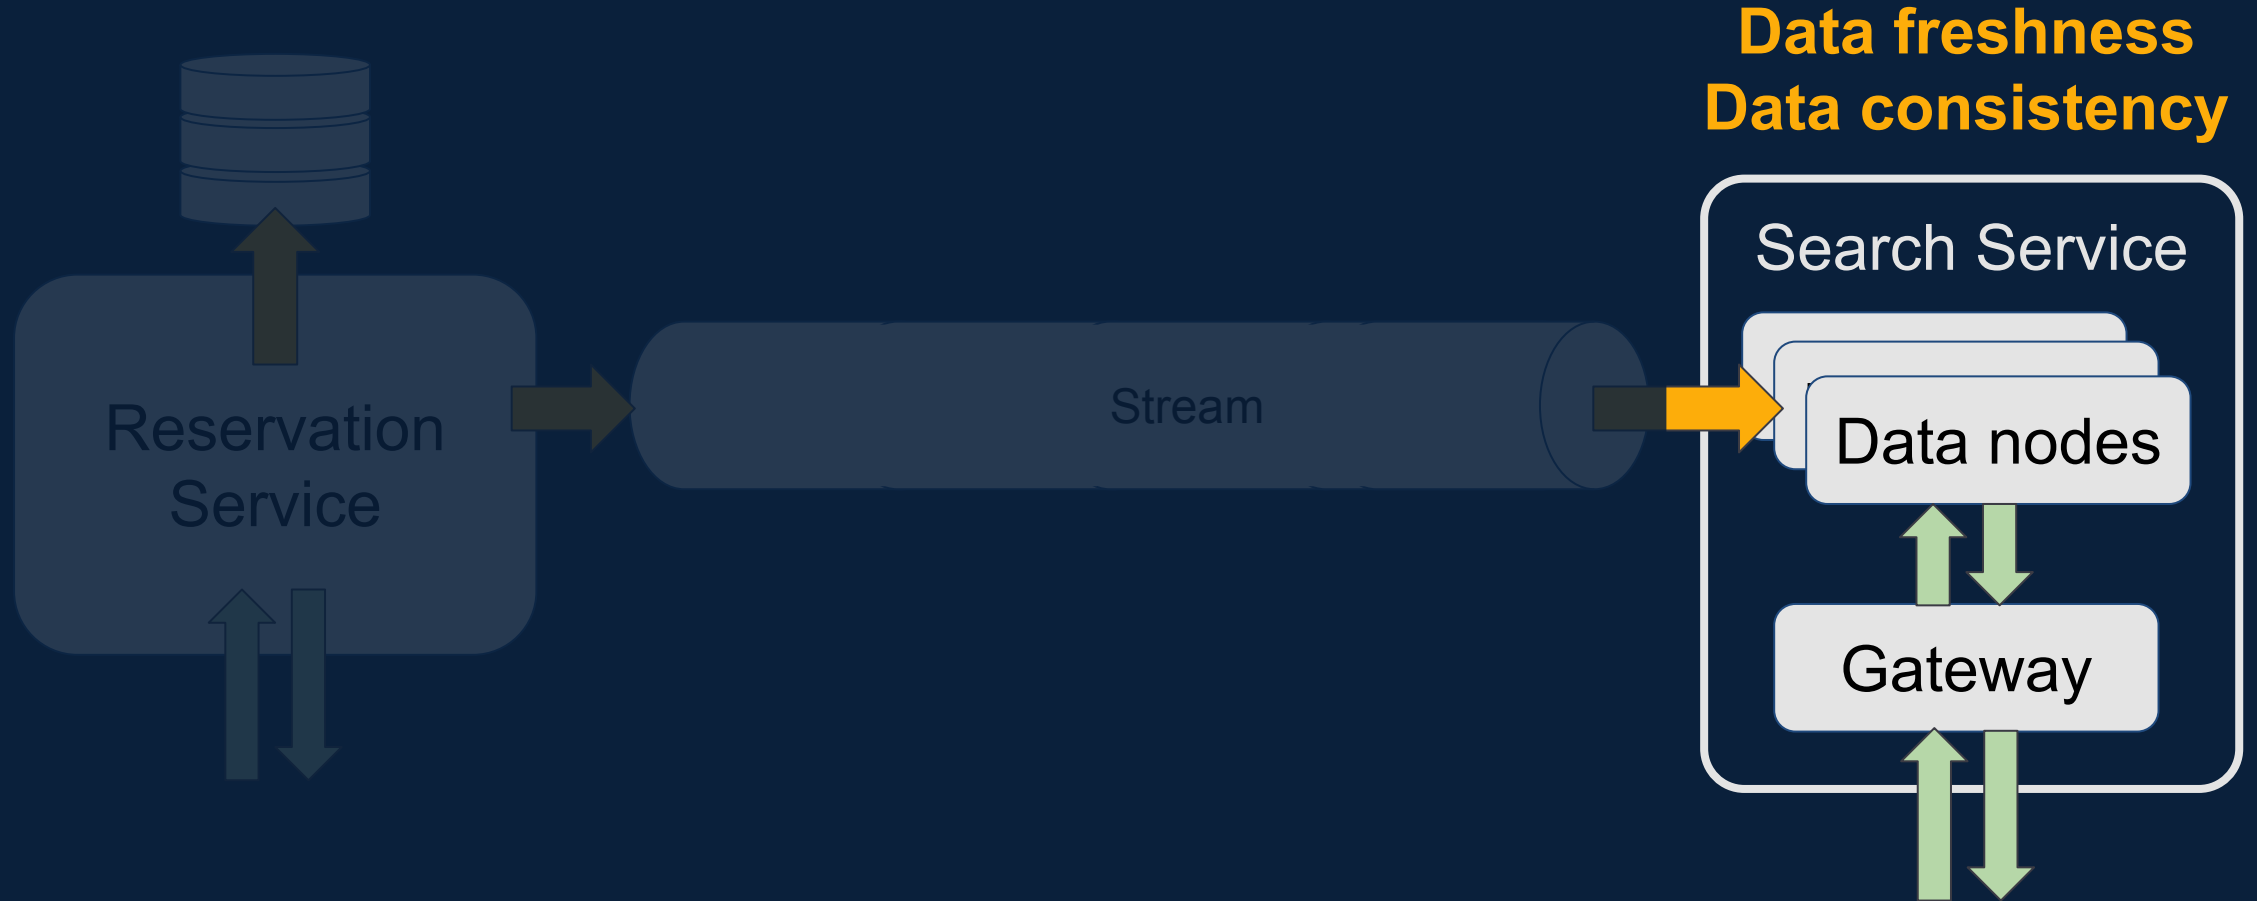 Data freshness
Data consistency
Search Service
Reservation
Service
Stream
Data nodes
Gateway